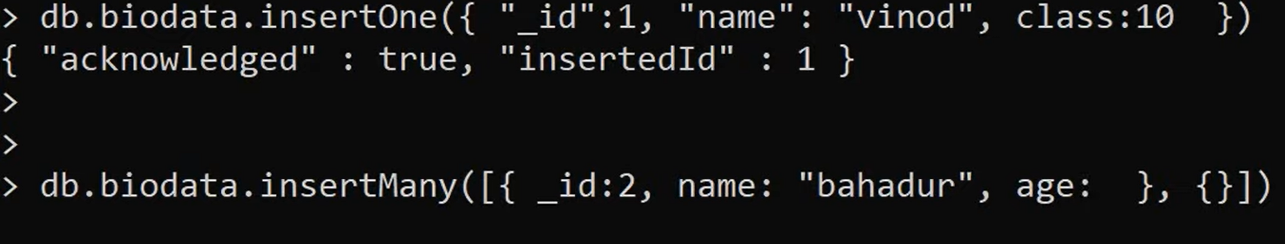 > db.biodata.insertOne({ "_id":1, "name": "vinod", class:10  })
{ "acknowledged" : true, "insertedId" : 1 }
>
>
> db.biodata.insertMany([{ _id:2, name: "bahadur", age:  }, {}])